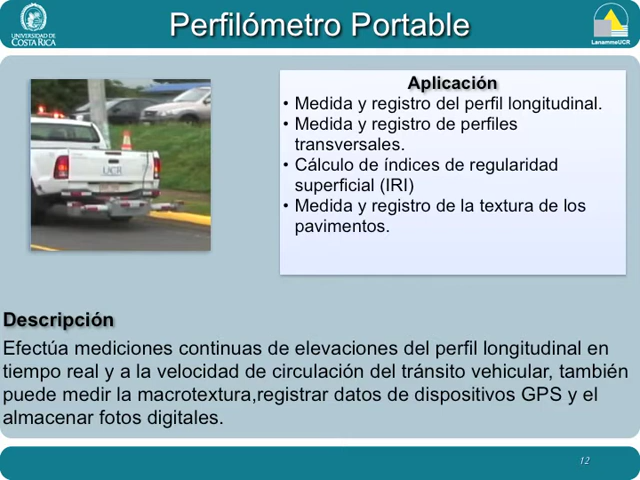 UNIVERSIDAD DE
COSTA RICA
Perfilómetro Portable
LanammeUCR
UCR
Aplicación
• Medida y registro del perfil longitudinal.
• Medida y registro de perfiles
transversales.
• Cálculo de índices de regularidad
superficial (IRI)
• Medida y registro de la textura de los
pavimentos.
Descripción
Efectúa mediciones continuas de elevaciones del perfil longitudinal en
tiempo real y a la velocidad de circulación del tránsito vehicular, también
puede medir la macrotextura,registrar datos de dispositivos GPS y el
almacenar fotos digitales.
12